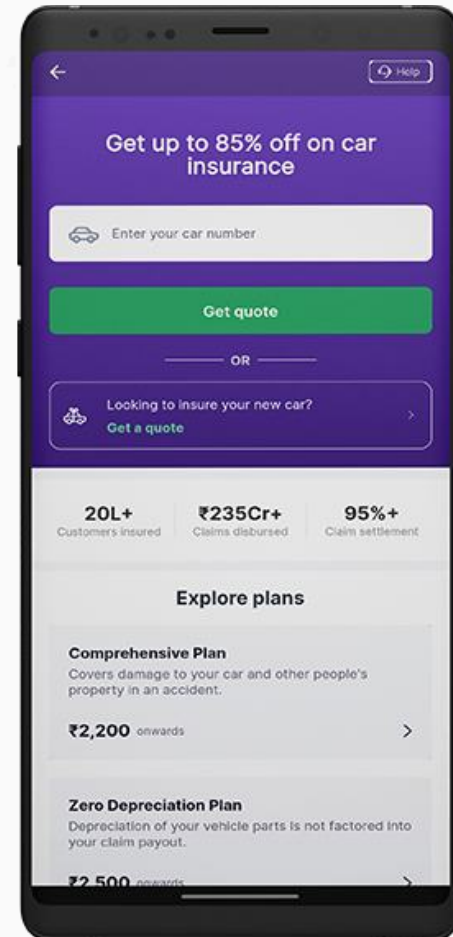 Help
Get up to 85% off on car
insurance
Enter your car number
Get quote
OR
Looking to insure your new car?
Get a quote
20L+ ₹235Cr+ 95%+
Customers insured Claims disbursed Claim settlement
Explore plans
Comprehensive Plan
Covers damage to your car and other people's
property in an accident.
₹2,200 onwards
Zero Depreciation Plan
Depreciation of your vehicle parts is not factored into
your claim payout.
₹2,500 onwards